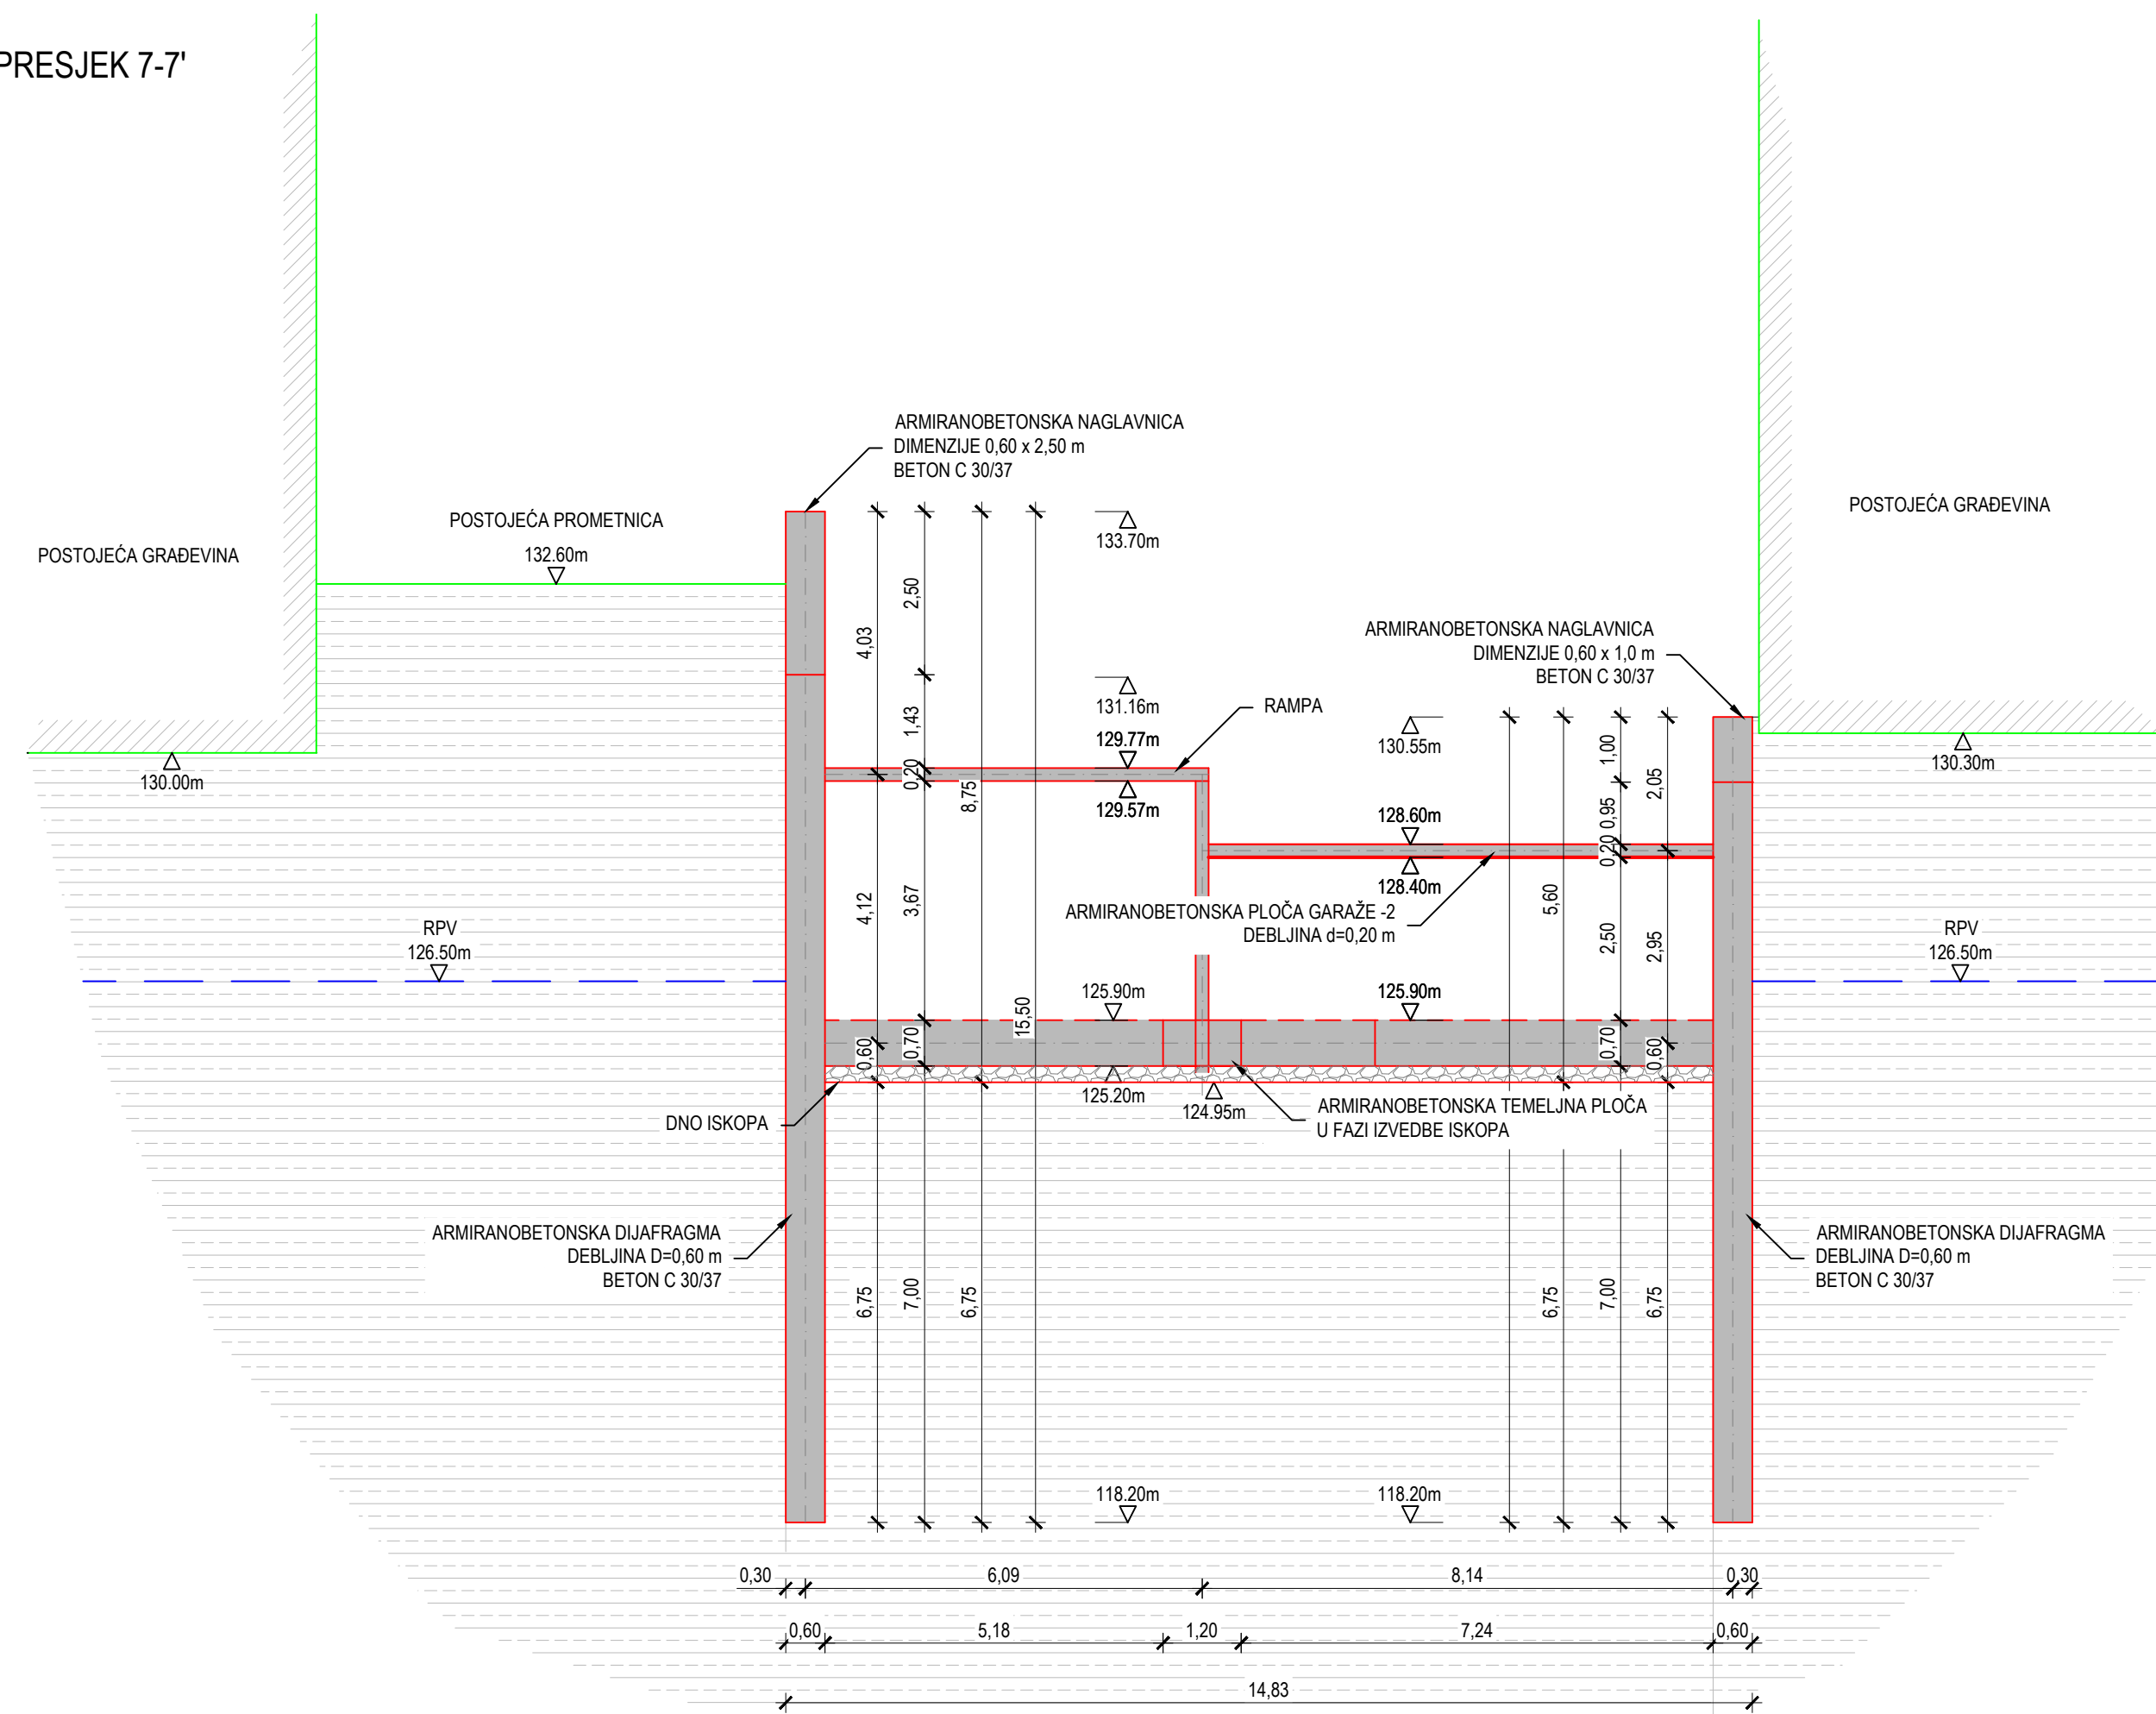 PRESJEK 7-7'
ARMIRANOBETONSKA NAGLAVNICA
DIMENZIJE 0,60 x 2,50 m
BETON C 30/37
POSTOJEĆA GRAĐEVINA
POSTOJEĆA PROMETNICA
132.60m
POSTOJEĆA GRAĐEVINA
133.70m
130.00m
ARMIRANOBETONSKA NAGLAVNICA
DIMENZIJE 0,60 x 1,0 m
BETON C 30/37
131.16m
RAMPA
129.77m
129.57m
130.55m
130.30m
128.60m
128.40m
ARMIRANOBETONSKA PLOČA GARAŽE -2
DEBLJINA d=0,20 m
RPV
126.50m
RPV
126.50m
125.90m
125.90m
125.20m
124.95m
DNO ISKOPA
ARMIRANOBETONSKA TEMELJNA PLOČA
U FAZI IZVEDBE ISKOPA
ARMIRANOBETONSKA DIJAFRAGMA
DEBLJINA D=0,60 m
BETON C 30/37
ARMIRANOBETONSKA DIJAFRAGMA
DEBLJINA D=0,60 m
BETON C 30/37
118.20m
118.20m
4,03
4,12
0,60
6,75
2,50
1,43
0,20
3,67
0,70
7,00
8,75
6,75
15,50
5,60
6,75
1,00
0,95
0,20
2,50
0,70
7,00
2,05
2,95
0,60
6,75
0,30
6,09
8,14
0,30
0,60
5,18
1,20
7,24
0,60
14,83